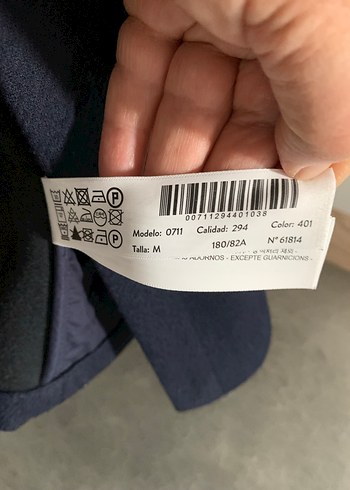 00711294401038
Modelo: 0711 Calidad: 294 Color: 401
Talla: M 180/82A Nº 61814
ADORNOS - EXCEPTE GUARNICIONS -
P
P